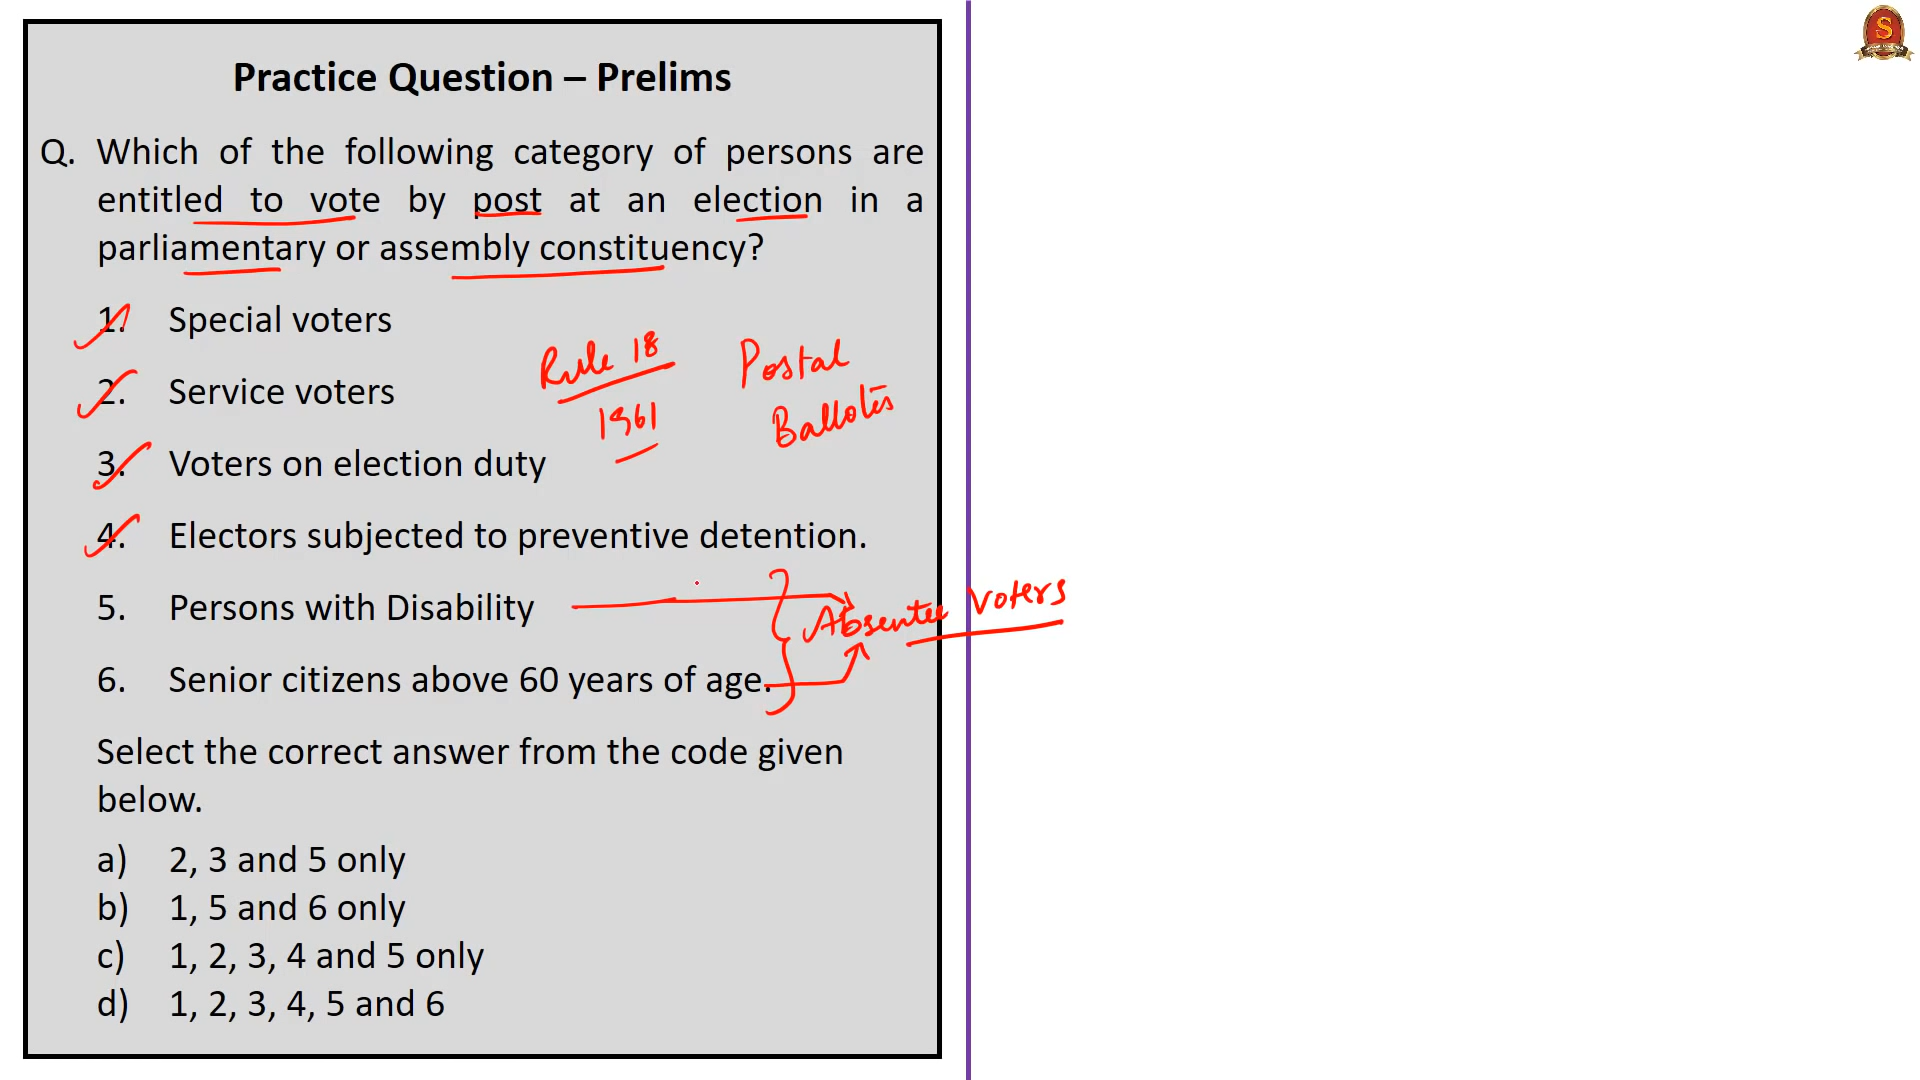 Practice Question – Prelims
Q. Which of the following category of persons are
entitled to vote by post at an election in a
parliamentary or assembly constituency?
1. Special voters
2. Service voters
Rule 18
1961
Postal
Ballotes
3. Voters on election duty
4. Electors subjected to preventive detention.
5. Persons with Disability
Absentee Voters
6. Senior citizens above 60 years of age.
Select the correct answer from the code given
below.
a) 2, 3 and 5 only
b) 1, 5 and 6 only
c) 1, 2, 3, 4 and 5 only
d) 1, 2, 3, 4, 5 and 6
S